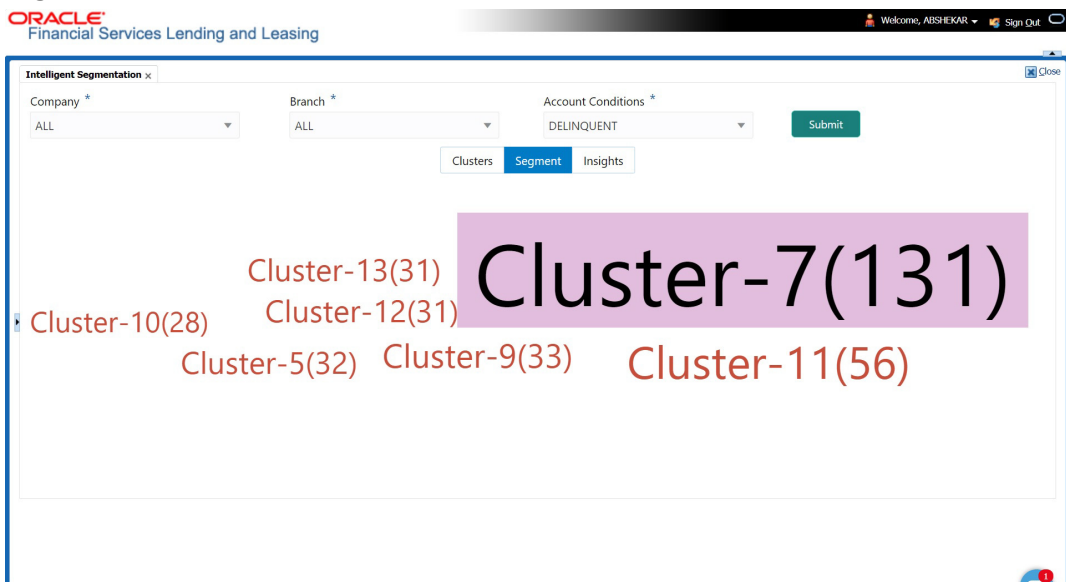 ORACLE
Financial Services Lending and Leasing
Welcome, ABSHEKAR
Sign Out
Intelligent Segmentation x
Close
Company *
Branch *
Account Conditions *
ALL
ALL
DELINQUENT
Submit
Clusters
Segment
Insights
Cluster-7(131)
Cluster-13(31)
Cluster-12(31)
Cluster-10(28)
Cluster-5(32)
Cluster-9(33)
Cluster-11(56)
1